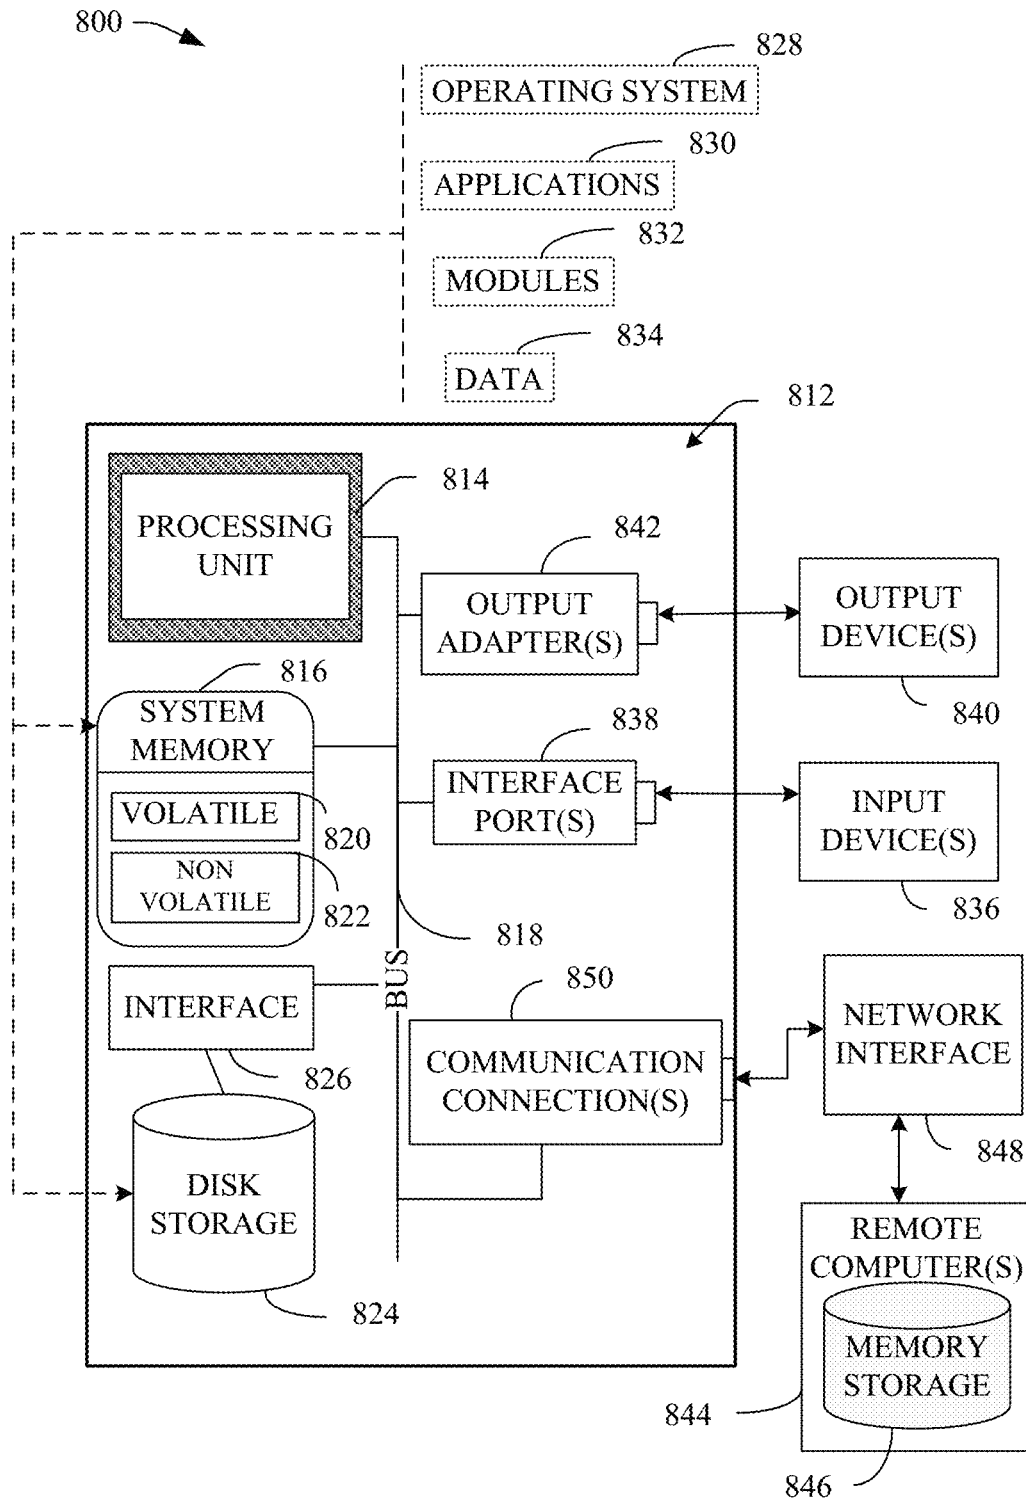 800
828
OPERATING SYSTEM
830
APPLICATIONS
832
MODULES
834
DATA
812
PROCESSING
UNIT
814
842
OUTPUT
ADAPTER(S)
OUTPUT
DEVICE(S)
840
816
SYSTEM
MEMORY
VOLATILE
820
NON
VOLATILE
822
838
INTERFACE
PORT(S)
INPUT
DEVICE(S)
836
818
BUS
INTERFACE
826
850
COMMUNICATION
CONNECTION(S)
NETWORK
INTERFACE
848
DISK
STORAGE
824
REMOTE
COMPUTER(S)
MEMORY
STORAGE
844
846